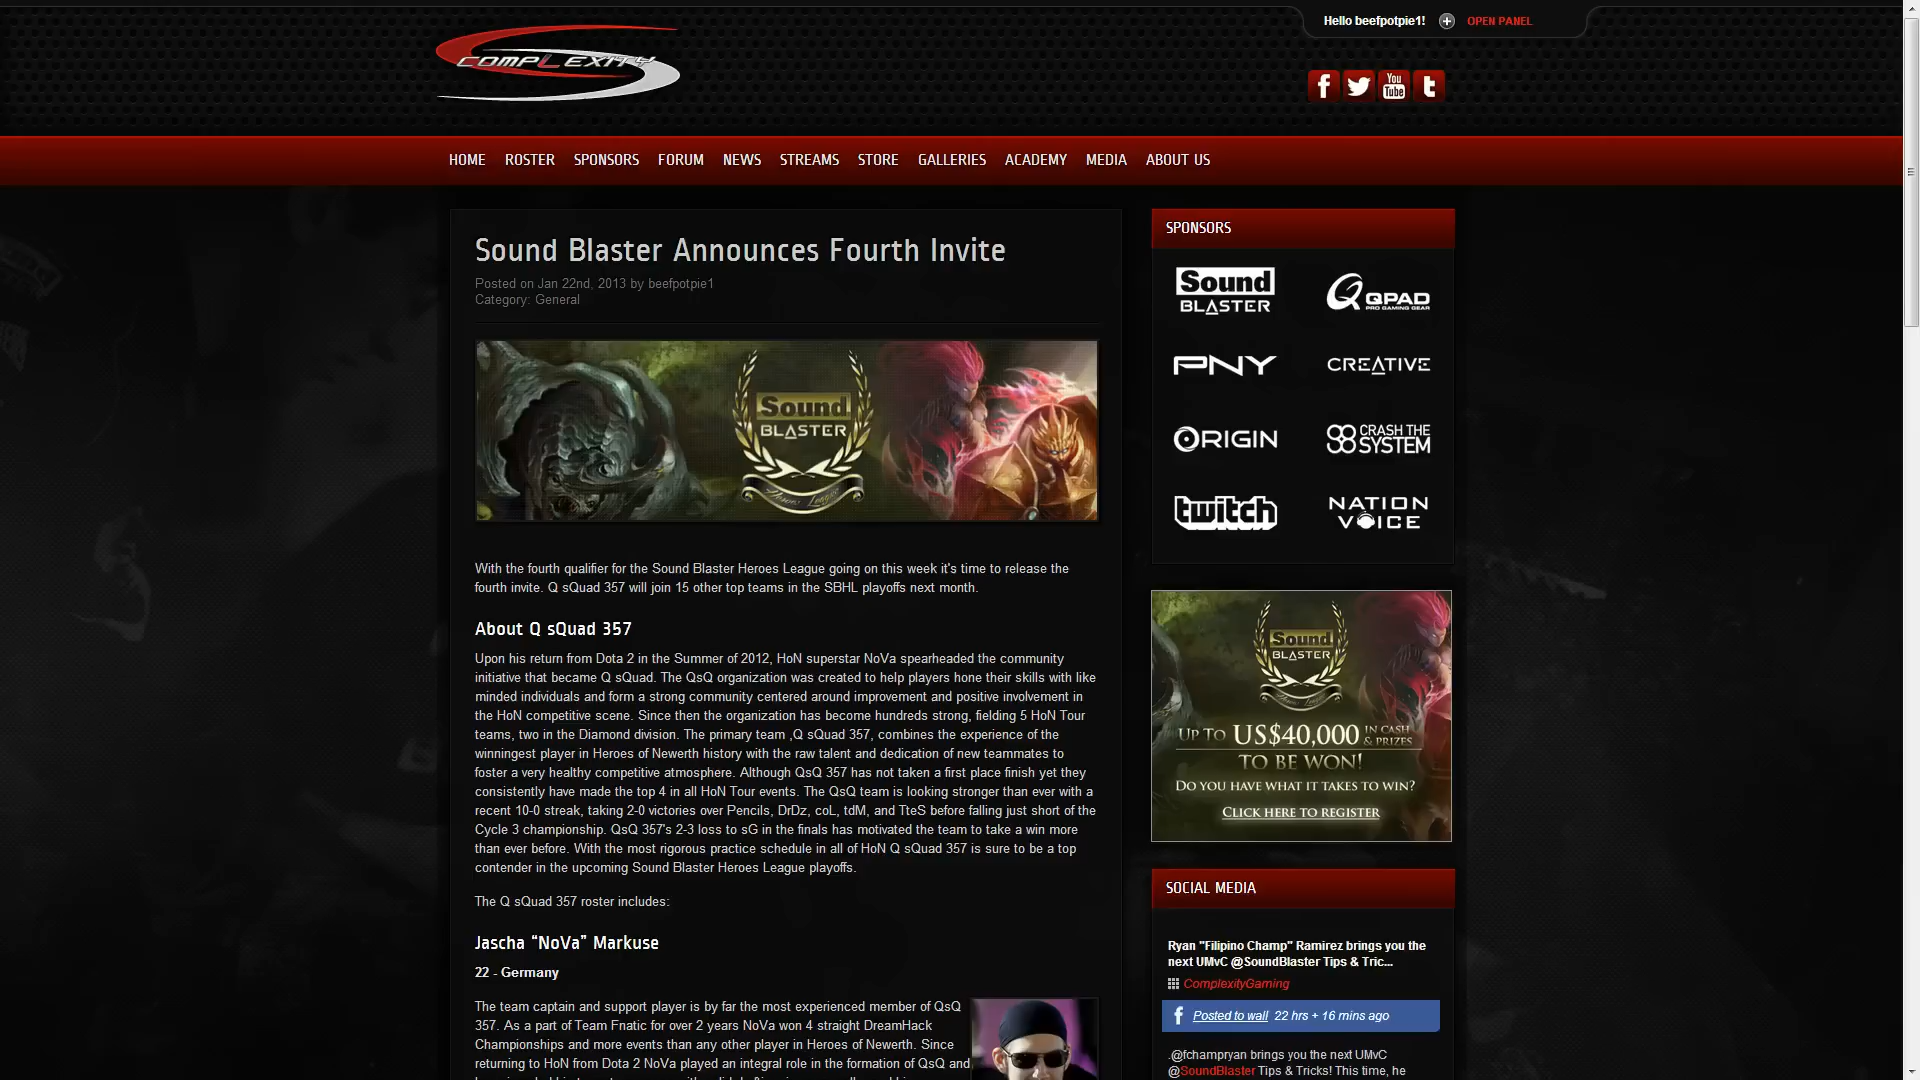 Hello beefpotpie1! OPEN PANEL
COMPLEXITY
f You Tube t
HOME ROSTER SPONSORS FORUM NEWS STREAMS STORE GALLERIES ACADEMY MEDIA ABOUT US
Sound Blaster Announces Fourth Invite
Posted on Jan 22nd, 2013 by beefpotpie1
Category: General
Sound
BLASTER
Heroes League
With the fourth qualifier for the Sound Blaster Heroes League going on this week it's time to release the
fourth invite. Q sQuad 357 will join 15 other top teams in the SBHL playoffs next month.
About Q sQuad 357
Upon his return from Dota 2 in the Summer of 2012, HoN superstar NoVa spearheaded the community
initiative that became Q sQuad. The QsQ organization was created to help players hone their skills with like
minded individuals and form a strong community centered around improvement and positive involvement in
the HoN competitive scene. Since then the organization has become hundreds strong, fielding 5 HoN Tour
teams, two in the Diamond division. The primary team ,Q sQuad 357, combines the experience of the
winningest player in Heroes of Newerth history with the raw talent and dedication of new teammates to
foster a very healthy competitive atmosphere. Although QsQ 357 has not taken a first place finish yet they
consistently have made the top 4 in all HoN Tour events. The QsQ team is looking stronger than ever with a
recent 10-0 streak, taking 2-0 victories over Pencils, DrDz, coL, tdM, and TteS before falling just short of the
Cycle 3 championship. QsQ 357's 2-3 loss to sG in the finals has motivated the team to take a win more
than ever before. With the most rigorous practice schedule in all of HoN Q sQuad 357 is sure to be a top
contender in the upcoming Sound Blaster Heroes League playoffs.
The Q sQuad 357 roster includes:
Jascha “NoVa” Markuse
22 - Germany
The team captain and support player is by far the most experienced member of QsQ
357. As a part of Team Fnatic for over 2 years NoVa won 4 straight DreamHack
Championships and more events than any other player in Heroes of Newerth. Since
returning to HoN from Dota 2 NoVa played an integral role in the formation of QsQ and
SPONSORS
Sound BLASTER QPAD PRO GAMING GEAR
PNY CREATIVE
ORIGIN CRASH THE SYSTEM
twitch NATION VOICE
Sound
BLASTER
UP TO US$40,000 IN CASH & PRIZES
TO BE WON!
DO YOU HAVE WHAT IT TAKES TO WIN?
CLICK HERE TO REGISTER
SOCIAL MEDIA
Ryan "Filipino Champ" Ramirez brings you the
next UMvC @SoundBlaster Tips & Tric...
ComplexityGaming
f Posted to wall 22 hrs + 16 mins ago
.@fchampryan brings you the next UMvC
@SoundBlaster Tips & Tricks! This time, he